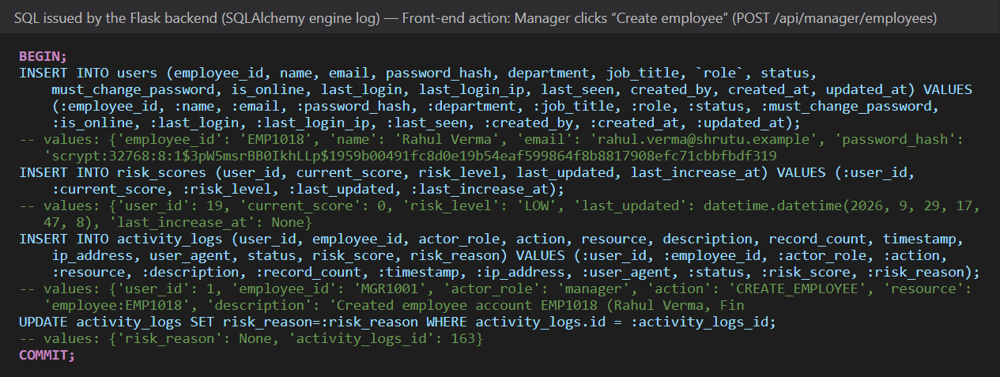 SQL issued by the Flask backend (SQLAlchemy engine log) — Front-end action: Manager clicks “Create employee” (POST /api/manager/employees)
BEGIN;
INSERT INTO users (employee_id, name, email, password_hash, department, job_title, `role`, status,
must_change_password, is_online, last_login, last_login_ip, last_seen, created_by, created_at, updated_at) VALUES
(:employee_id, :name, :email, :password_hash, :department, :job_title, :role, :status, :must_change_password,
:is_online, :last_login, :last_login_ip, :last_seen, :created_by, :created_at, :updated_at);
-- values: {'employee_id': 'EMP1018', 'name': 'Rahul Verma', 'email': 'rahul.verma@shrutu.example', 'password_hash':
'scrypt:32768:8:1$3pW5msrBB0IkhLLp$1959b00491fc8d0e19b54eaf599864f8b8817908efc71cbbfbdf319
INSERT INTO risk_scores (user_id, current_score, risk_level, last_updated, last_increase_at) VALUES (:user_id,
:current_score, :risk_level, :last_updated, :last_increase_at);
-- values: {'user_id': 19, 'current_score': 0, 'risk_level': 'LOW', 'last_updated': datetime.datetime(2026, 9, 29, 17,
47, 8), 'last_increase_at': None}
INSERT INTO activity_logs (user_id, employee_id, actor_role, action, resource, description, record_count, timestamp,
ip_address, user_agent, status, risk_score, risk_reason) VALUES (:user_id, :employee_id, :actor_role, :action,
:resource, :description, :record_count, :timestamp, :ip_address, :user_agent, :status, :risk_score, :risk_reason);
-- values: {'user_id': 1, 'employee_id': 'MGR1001', 'actor_role': 'manager', 'action': 'CREATE_EMPLOYEE', 'resource':
'employee:EMP1018', 'description': 'Created employee account EMP1018 (Rahul Verma, Fin
UPDATE activity_logs SET risk_reason=:risk_reason WHERE activity_logs.id = :activity_logs_id;
-- values: {'risk_reason': None, 'activity_logs_id': 163}
COMMIT;